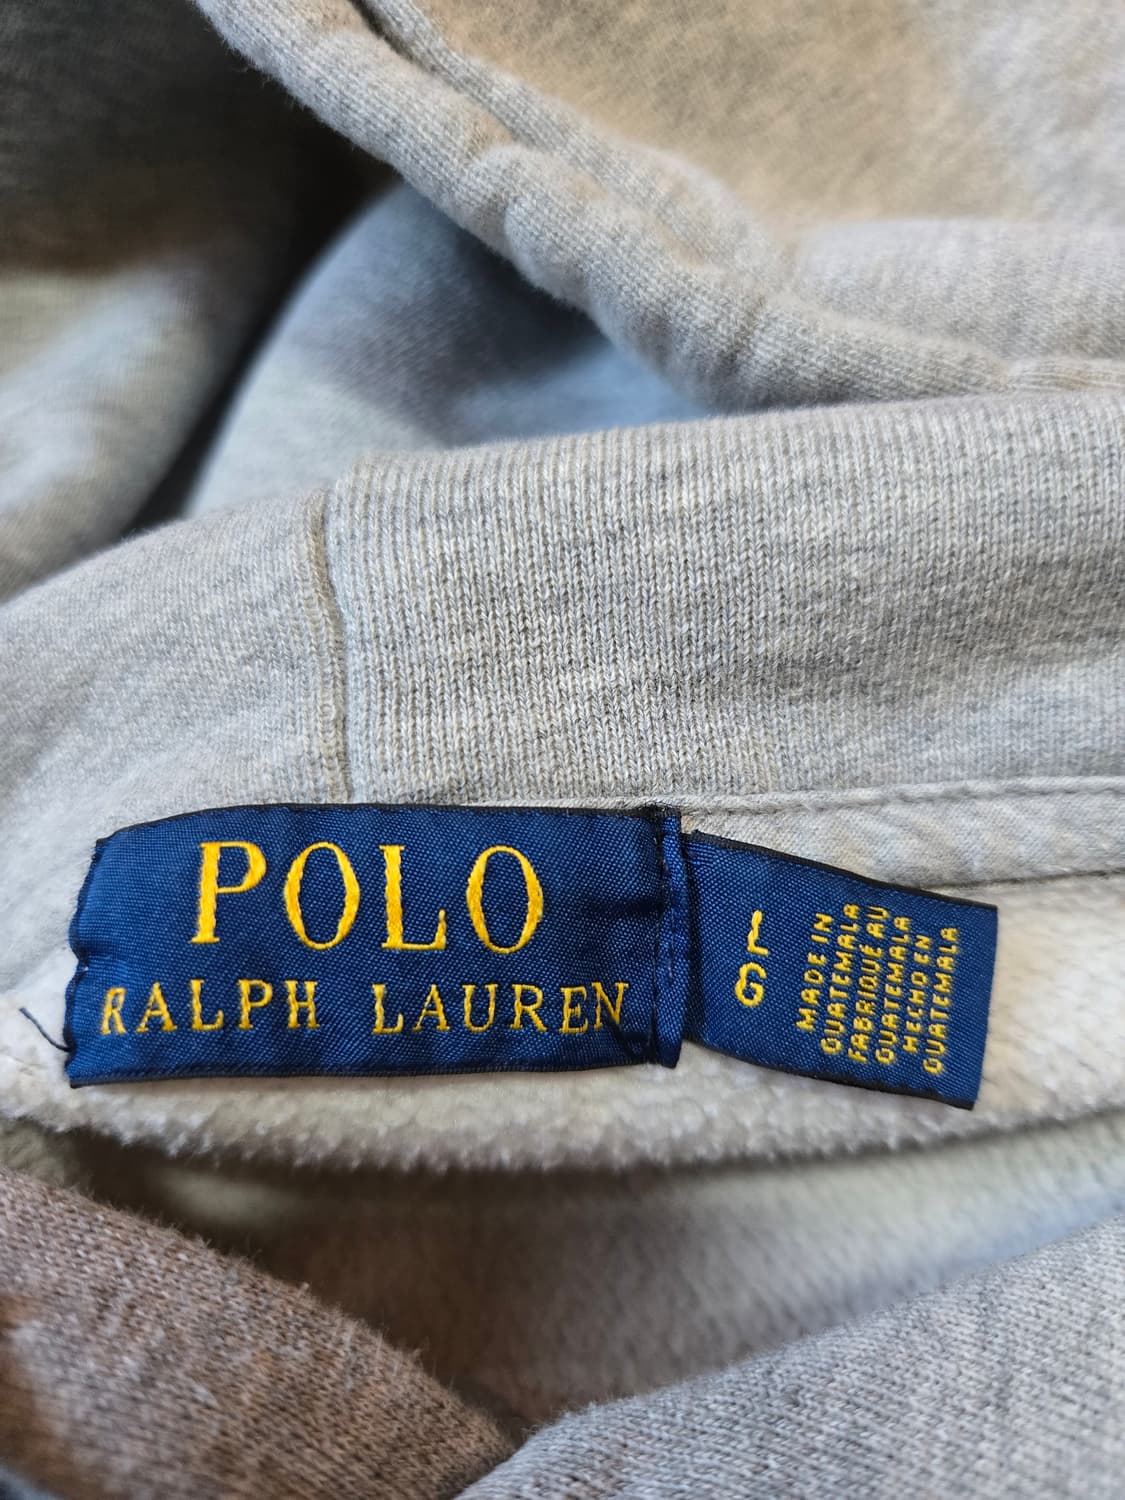 POLO
RALPH LAUREN
L
G
MADE IN
GUATEMALA
FABRIQUÉ AU
GUATEMALA
HECHO EN
GUATEMALA